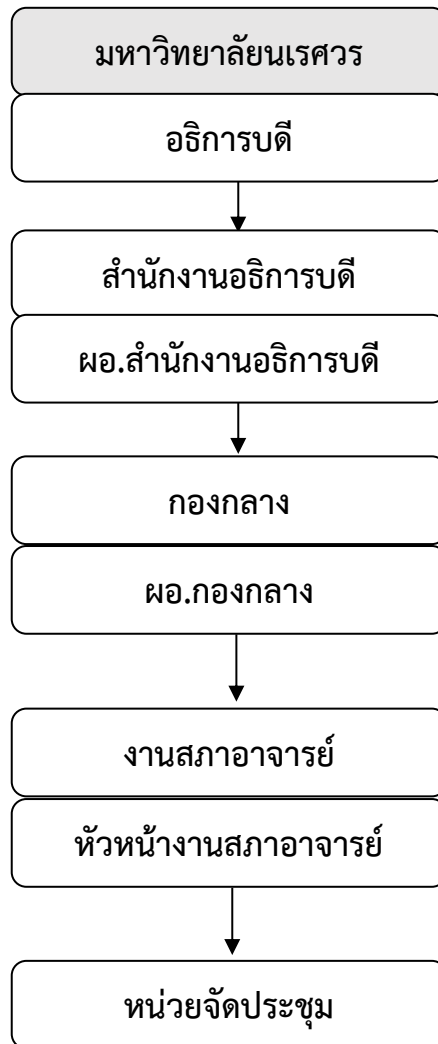 มหาวิทยาลัยนเรศวร
อธิการบดี
สำนักงานอธิการบดี
ผอ.สำนักงานอธิการบดี
กองกลาง
ผอ.กองกลาง
งานสภาอาจารย์
หัวหน้างานสภาอาจารย์
หน่วยจัดประชุม